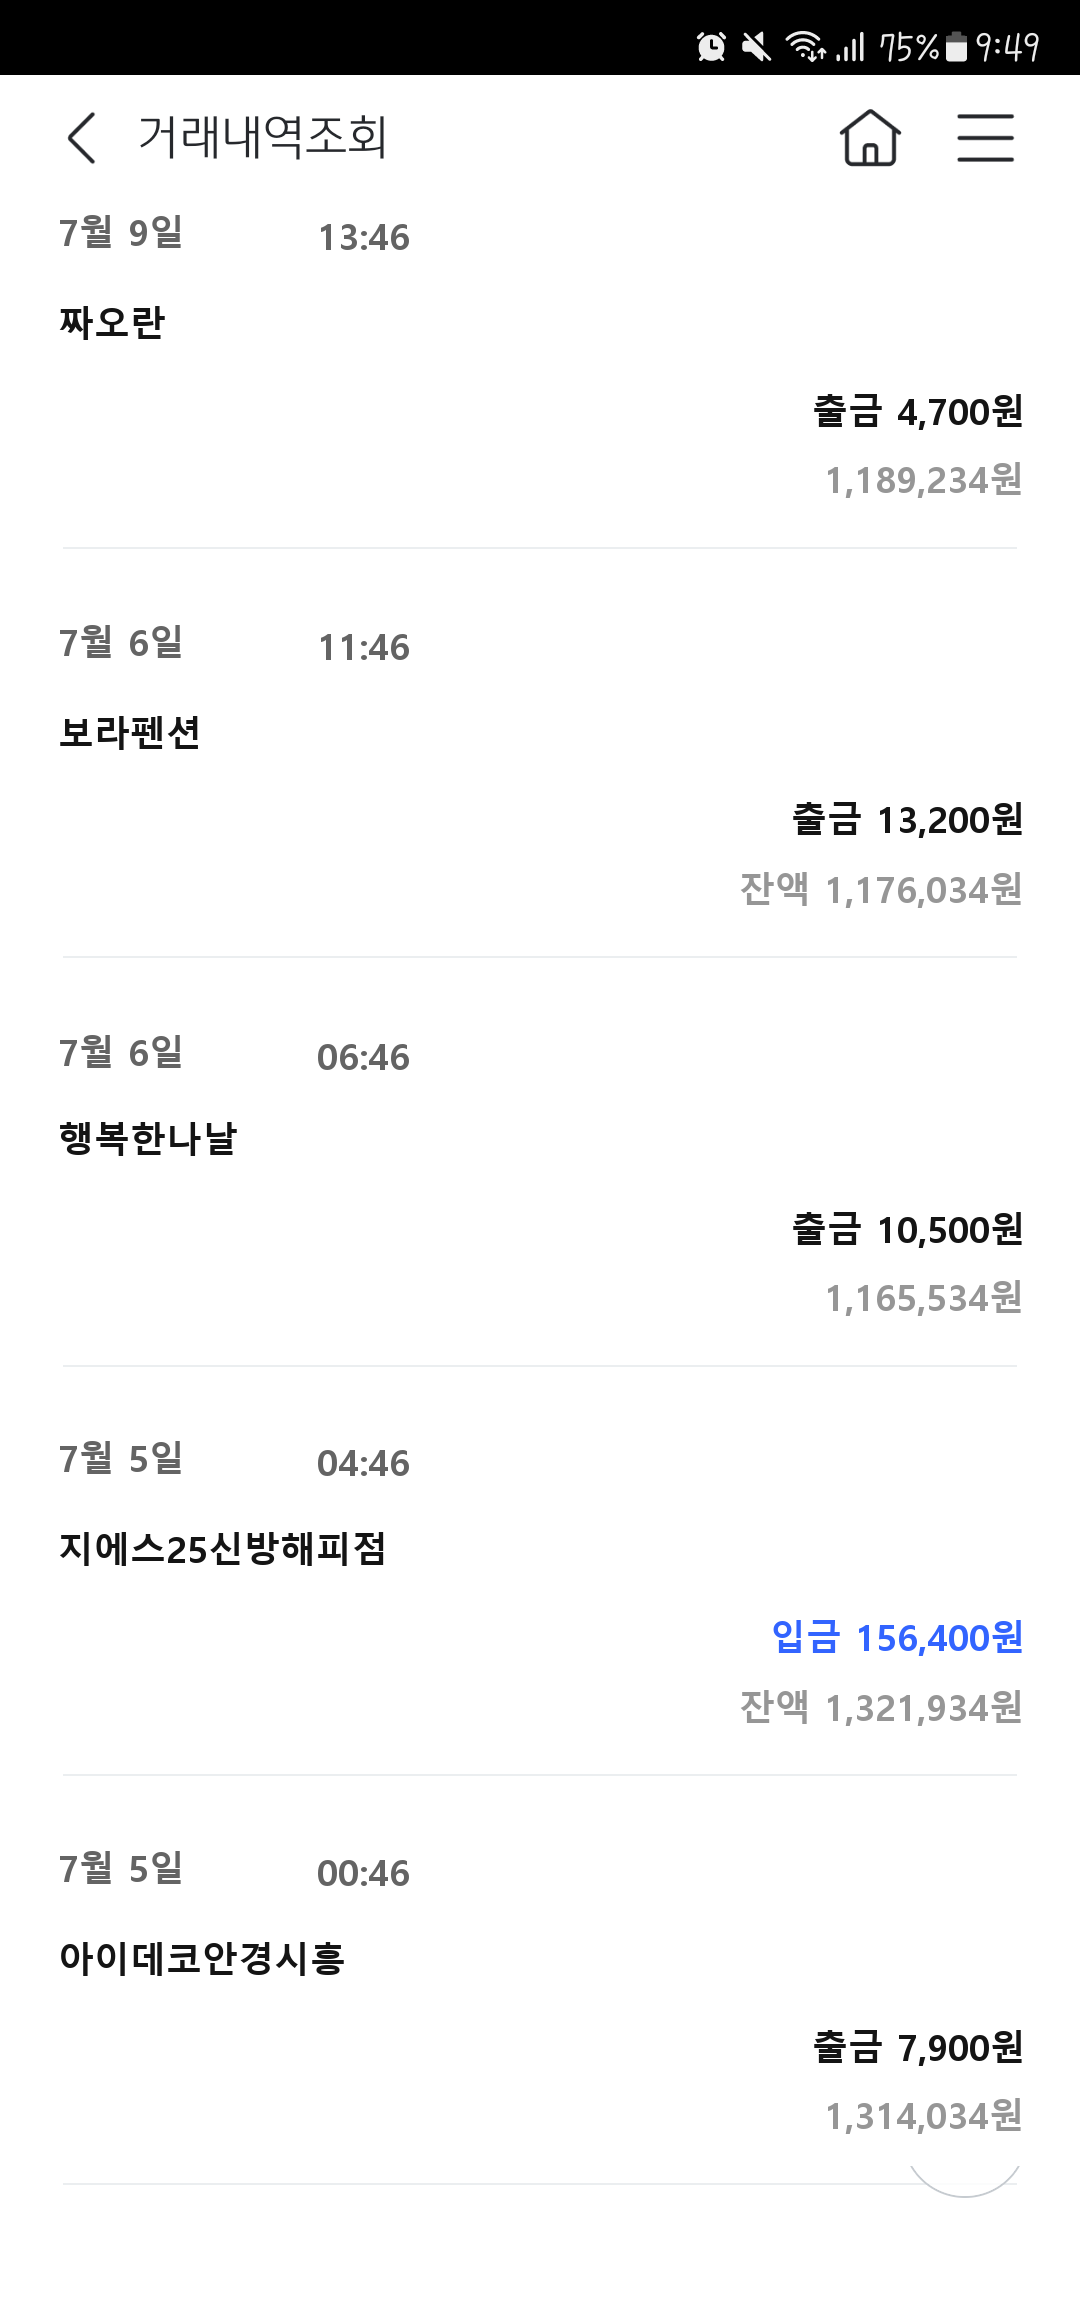 75% 9:49
거래내역조회
7월 9일 13:46
짜오란
출금 4,700원
1,189,234원
7월 6일 11:46
보라펜션
출금 13,200원
잔액 1,176,034원
7월 6일 06:46
행복한나날
출금 10,500원
1,165,534원
7월 5일 04:46
지에스25신방해피점
입금 156,400원
잔액 1,321,934원
7월 5일 00:46
아이데코안경시흥
출금 7,900원
1,314,034원